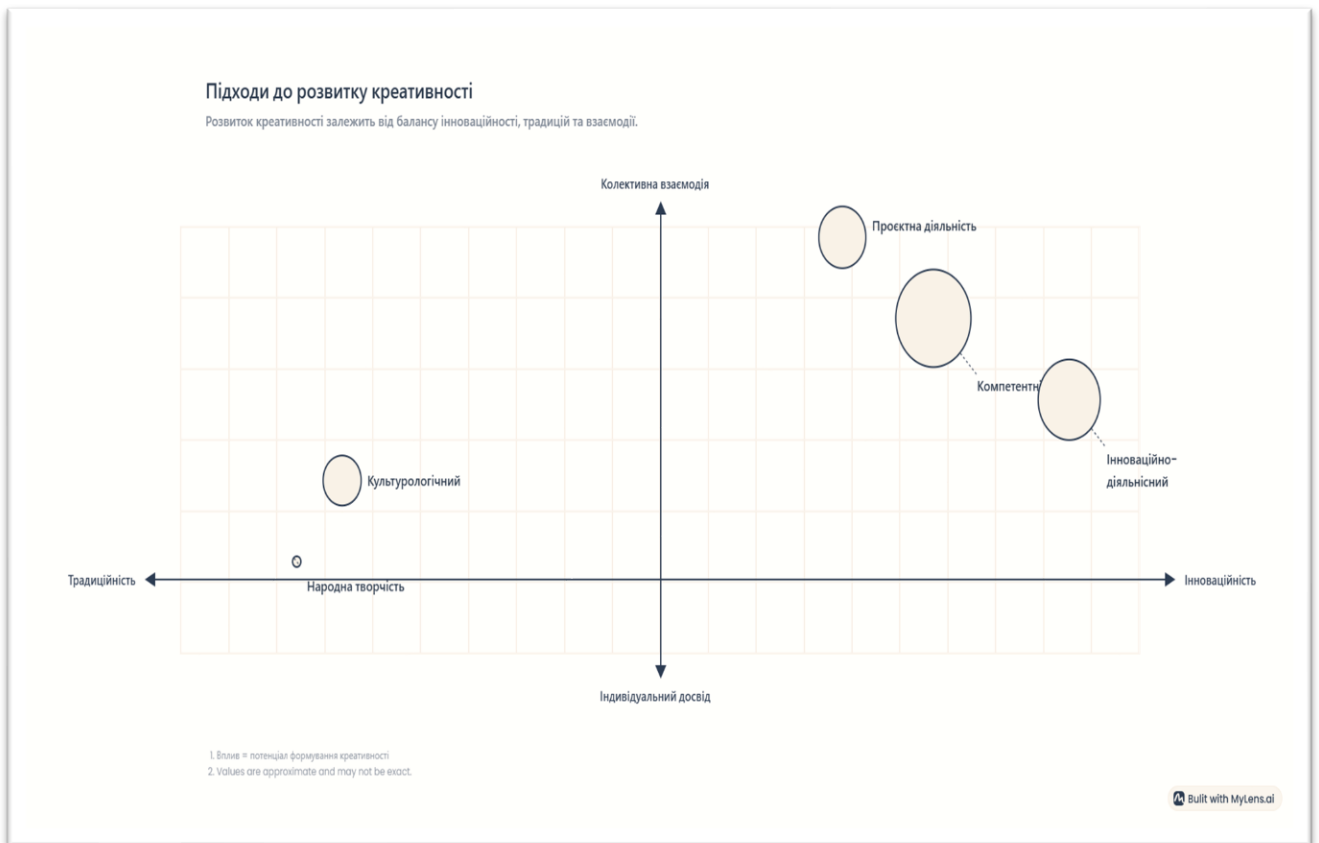 Підходи до розвитку креативності
Розвиток креативності залежить від балансу інноваційності, традицій та взаємодії.
Колективна взаємодія
Проєктна діяльність
Компетентні
Інноваційно-
діяльнісний
Культурологічний
Народна творчість
Традиційність
Інноваційність
Індивідуальний досвід
1. Вплив = потенціал формування креативності
2. Values are approximate and may not be exact.
Built with MyLens.ai